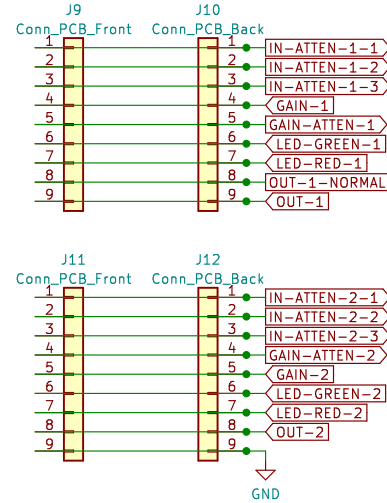 J9 J10
Conn_PCB_Front Conn_PCB_Back
1 1 IN-ATTEN-1-1
2 2 IN-ATTEN-1-2
3 3 IN-ATTEN-1-3
4 4 GAIN-1
5 5 GAIN-ATTEN-1
6 6 LED-GREEN-1
7 7 LED-RED-1
8 8 OUT-1-NORMAL
9 9 OUT-1
J11 J12
Conn_PCB_Front Conn_PCB_Back
1 1 IN-ATTEN-2-1
2 2 IN-ATTEN-2-2
3 3 IN-ATTEN-2-3
4 4 GAIN-ATTEN-2
5 5 GAIN-2
6 6 LED-GREEN-2
7 7 LED-RED-2
8 8 OUT-2
9 9
GND